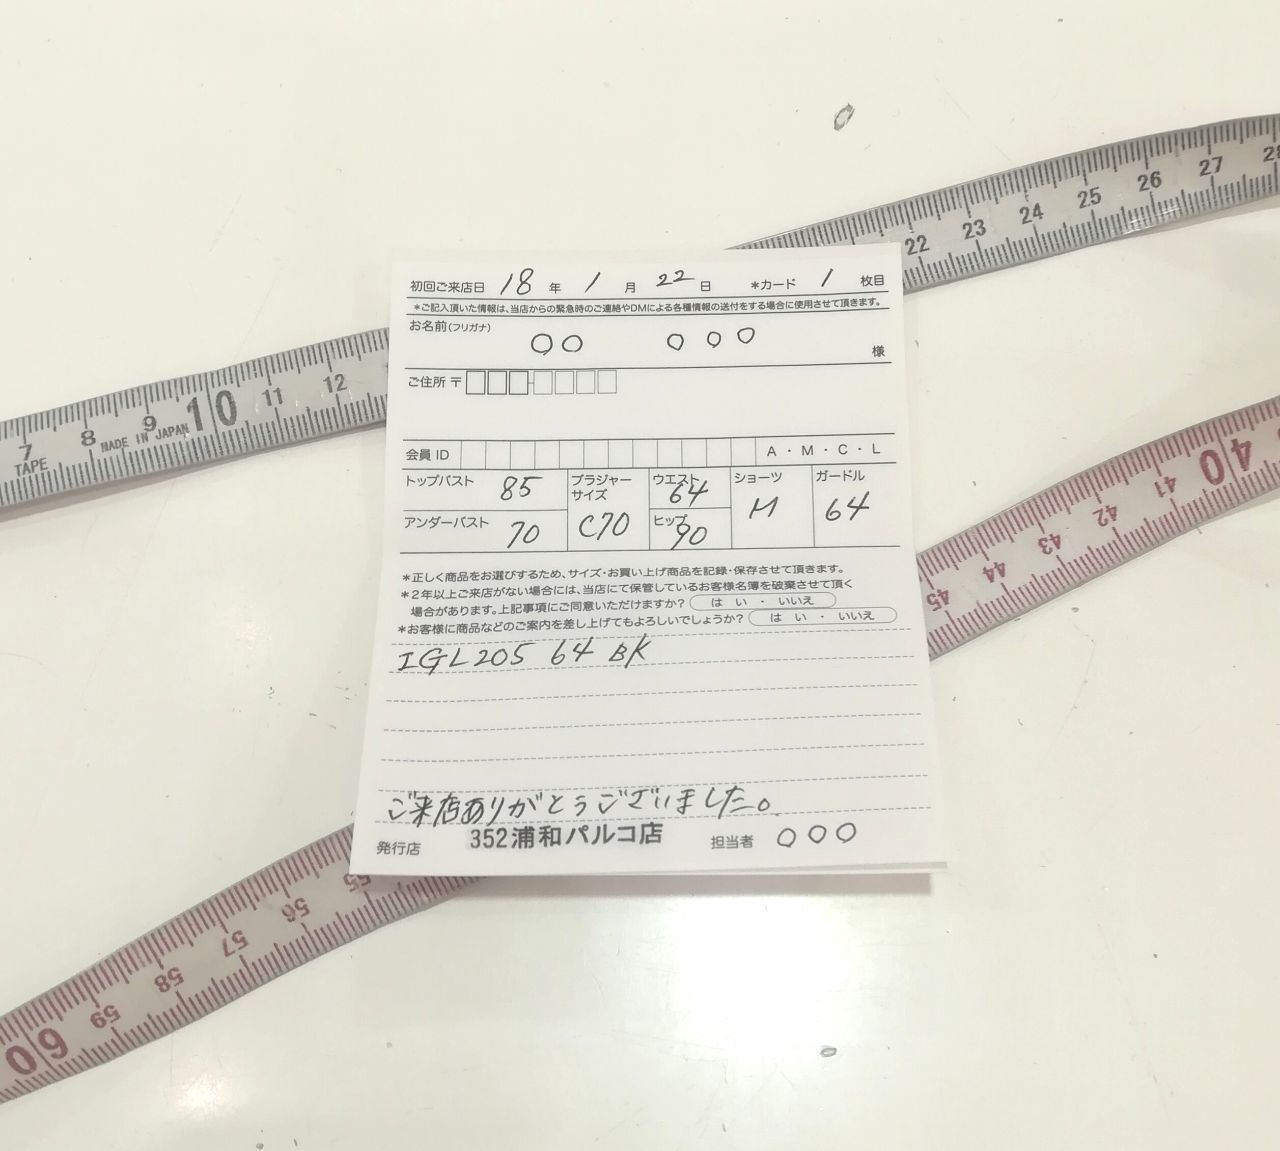 初回ご来店日 18 年 1 月 22 日 *カード 1 枚目
*ご記入頂いた情報は、当店からの緊急時のご連絡やDMによる各種情報の送付をする場合に使用させて頂きます。
お名前(フリガナ)
○○ ○○○ 様
ご住所 〒
会員 ID A・M・C・L
トップバスト 85
アンダーバスト 70
ブラジャーサイズ C70
ウエスト 64
ヒップ 90
ショーツ M
ガードル 64
*正しく商品をお選びするため、サイズ・お買い上げ商品を記録・保存させて頂きます。
*2年以上ご来店がない場合には、当店にて保管しているお客様名簿を破棄させて頂く
場合があります。上記事項にご同意いただけますか? はい・いいえ
*お客様に商品などのご案内を差し上げてもよろしいでしょうか? はい・いいえ
IGL205 64 BK
ご来店ありがとうございました。
発行店 352浦和パルコ店 担当者 ○○○
7 8 9 10 11 12
TAPE MADE IN JAPAN
22 23 24 25 26 27 28
40 41 42 43 44 45
55 56 57 58 59 60